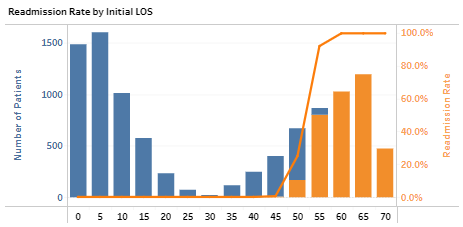 Readmission Rate by Initial LOS
1500
1000
500
0
Number of Patients
100.0%
80.0%
60.0%
40.0%
20.0%
0.0%
Readmission Rate
0 5 10 15 20 25 30 35 40 45 50 55 60 65 70